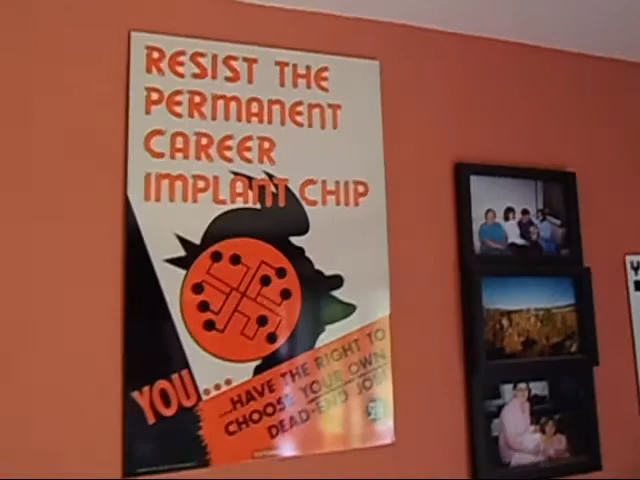 RESIST THE
PERMANENT
CAREER
IMPLANT CHIP
YOU...
...HAVE THE RIGHT TO
CHOOSE YOUR OWN
DEAD-END JOB!